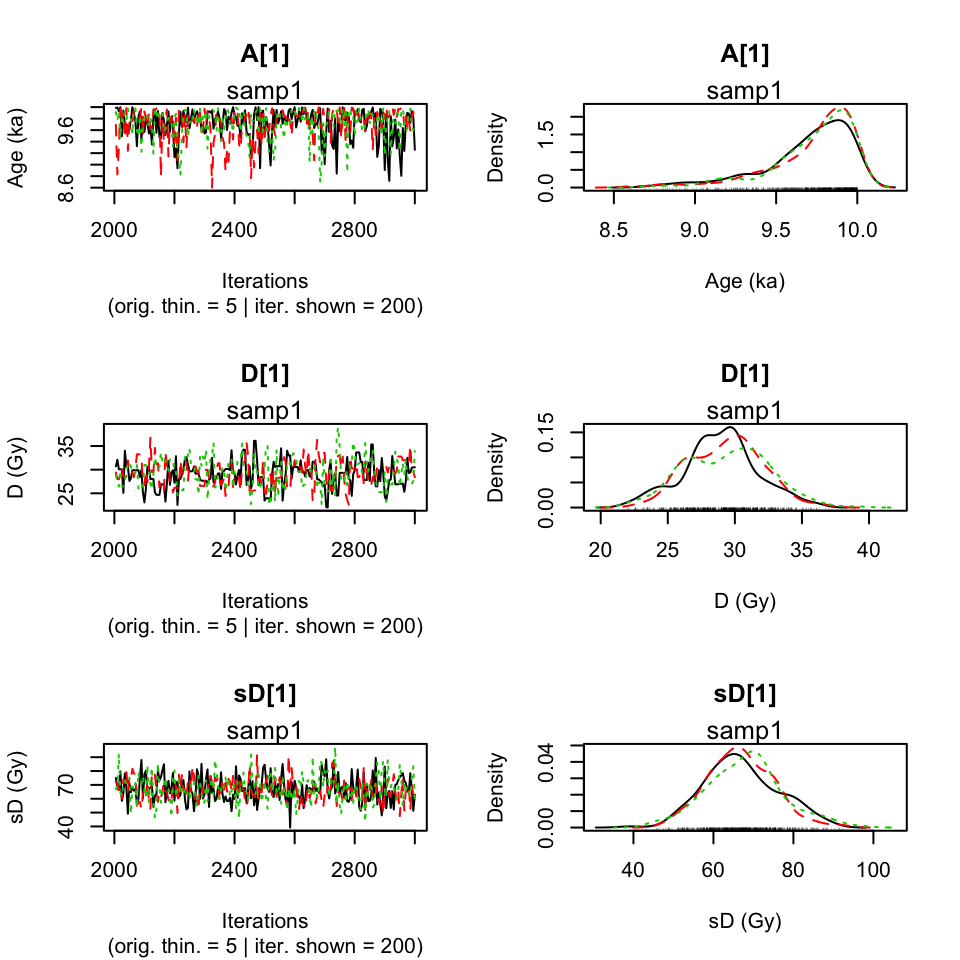 A[1]
samp1
Age (ka)
8.6 9.6
2000 2400 2800
Iterations
(orig. thin. = 5 | iter. shown = 200)
A[1]
samp1
Density
0.0 1.5
8.5 9.0 9.5 10.0
Age (ka)
D[1]
samp1
D (Gy)
25 35
2000 2400 2800
Iterations
(orig. thin. = 5 | iter. shown = 200)
D[1]
samp1
Density
0.00 0.15
20 25 30 35 40
D (Gy)
sD[1]
samp1
sD (Gy)
40 70
2000 2400 2800
Iterations
(orig. thin. = 5 | iter. shown = 200)
sD[1]
samp1
Density
0.00 0.04
40 60 80 100
sD (Gy)